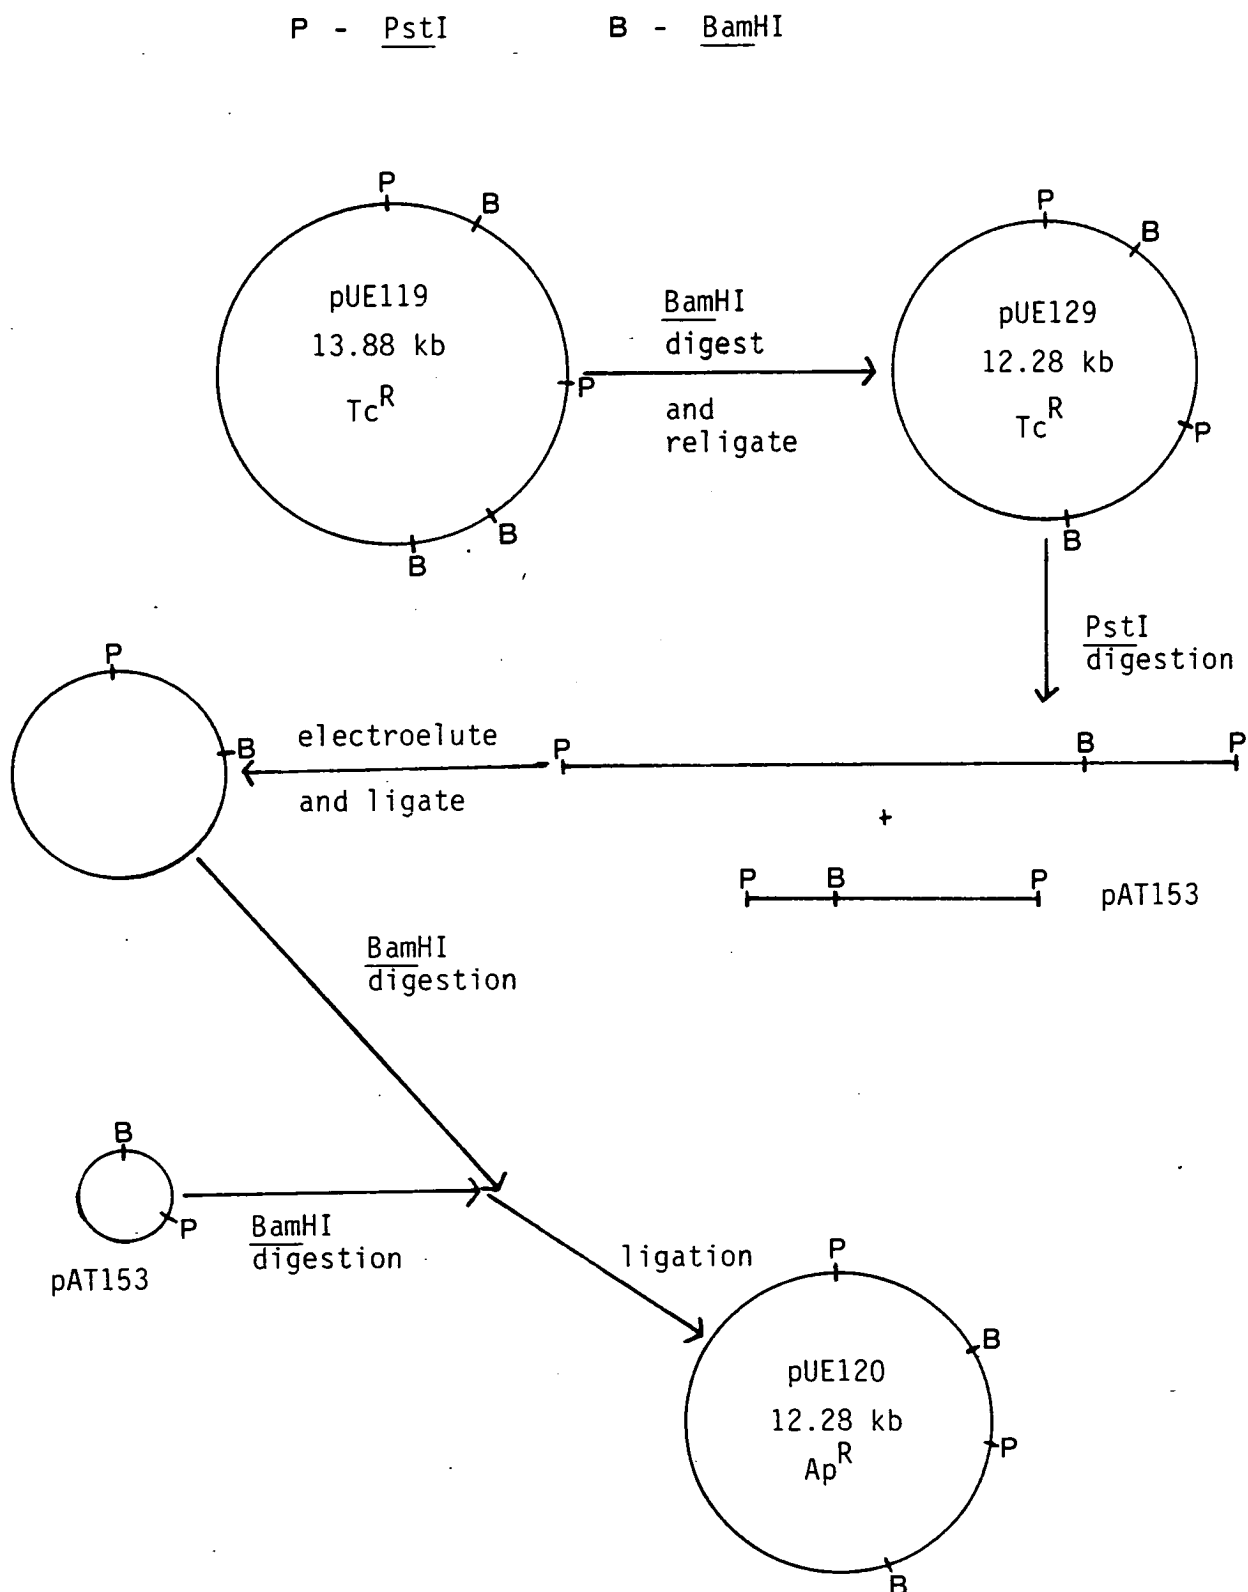 P - PstI B - BamHI
P
B
pUE119
13.88 kb
Tc^R
P
B
B
BamHI
digest
and
religate
P
B
pUE129
12.28 kb
Tc^R
P
B
PstI
digestion
P
B
electroelute
and ligate
P
B
P
+
P
B
P
pAT153
BamHI
digestion
B
P
pAT153
BamHI
digestion
ligation
P
B
pUE120
12.28 kb
Ap^R
P
B